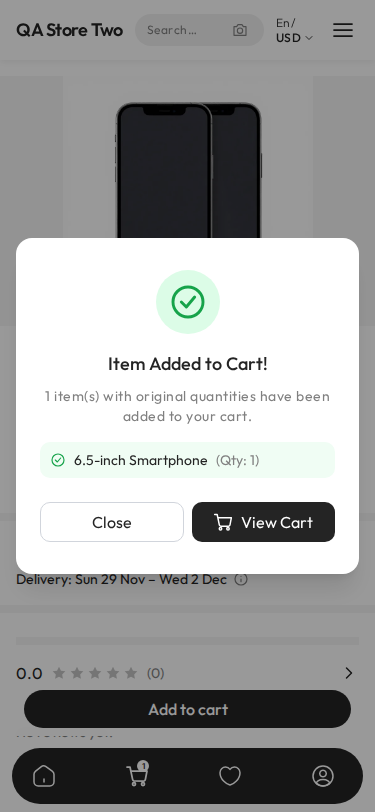 QA Store Two
Search...
En/
USD
Item Added to Cart!
1 item(s) with original quantities have been
added to your cart.
6.5-inch Smartphone (Qty: 1)
Close
View Cart
Delivery: Sun 29 Nov – Wed 2 Dec
0.0
(0)
Add to cart
1